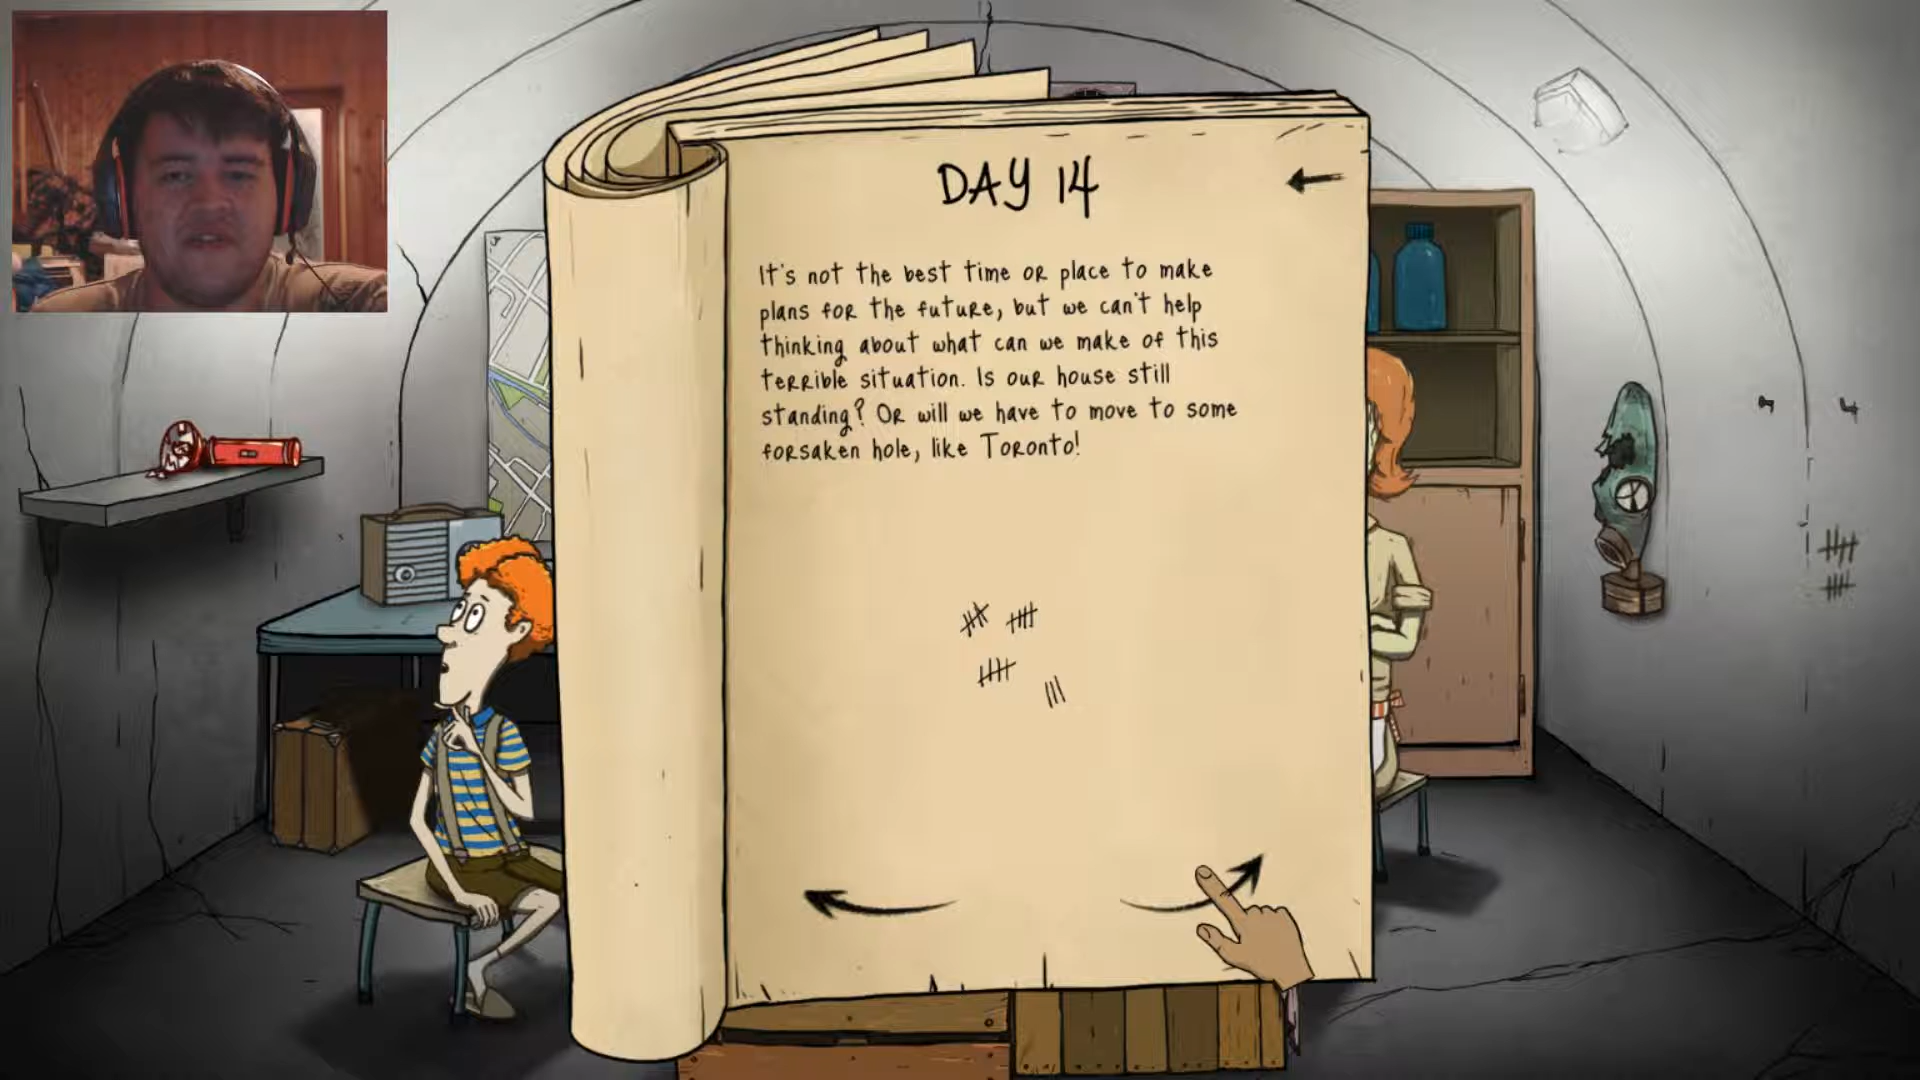 DAY 14
It's not the best time or place to make
plans for the future, but we can't help
thinking about what can we make of this
terrible situation. Is our house still
standing? Or will we have to move to some
forsaken hole, like Toronto!